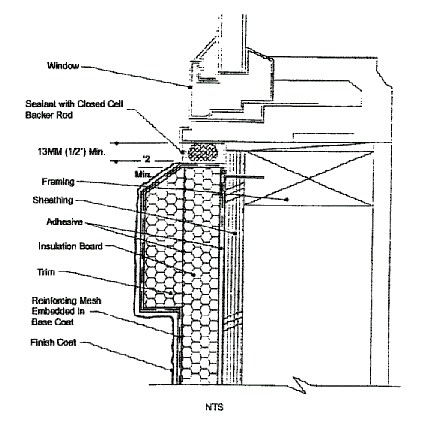 Window
Sealant with Closed Cell
Backer Rod
13MM (1/2") Min.
'2
Min.
Framing
Sheathing
Adhesive
Insulation Board
Trim
Reinforcing Mesh
Embedded In
Base Coat
Finish Coat
NTS